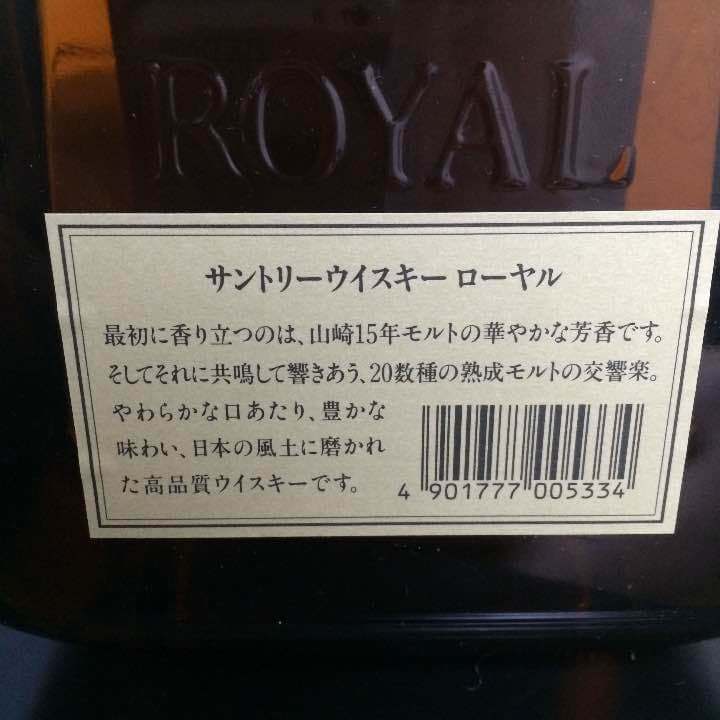 ROYAL
サントリーウイスキー ローヤル
最初に香り立つのは、山崎15年モルトの華やかな芳香です。
そしてそれに共鳴して響きあう、20数種の熟成モルトの交響楽。
やわらかな口あたり、豊かな
味わい、日本の風土に磨かれ
た高品質ウイスキーです。
4 901777 005334